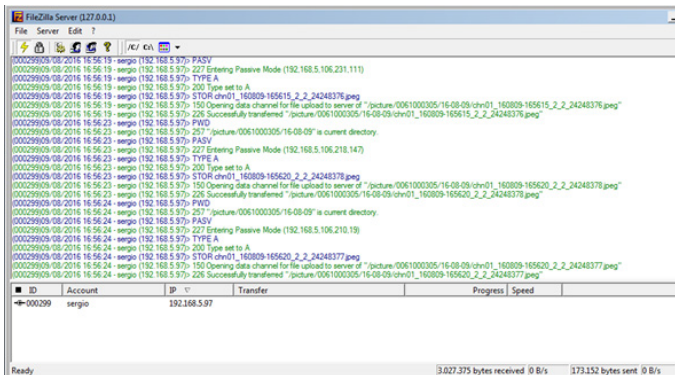 FileZilla Server (127.0.0.1)
File Server Edit ?
/C/ C:\
(000299)09/08/2016 16:56:19 - sergio (192.168.5.97)> PASV
(000299)09/08/2016 16:56:19 - sergio (192.168.5.97)> 227 Entering Passive Mode (192,168,5,106,231,111)
(000299)09/08/2016 16:56:19 - sergio (192.168.5.97)> TYPE A
(000299)09/08/2016 16:56:19 - sergio (192.168.5.97)> 200 Type set to A
(000299)09/08/2016 16:56:19 - sergio (192.168.5.97)> STOR chn01_160809-165615_2_2_24248376.jpeg
(000299)09/08/2016 16:56:19 - sergio (192.168.5.97)> 150 Opening data channel for file upload to server of "/picture/0061000305/16-08-09/chn01_160809-165615_2_2_24248376.jpeg"
(000299)09/08/2016 16:56:19 - sergio (192.168.5.97)> 226 Successfully transferred "/picture/0061000305/16-08-09/chn01_160809-165615_2_2_24248376.jpeg"
(000299)09/08/2016 16:56:23 - sergio (192.168.5.97)> PWD
(000299)09/08/2016 16:56:23 - sergio (192.168.5.97)> 257 "/picture/0061000305/16-08-09" is current directory.
(000299)09/08/2016 16:56:23 - sergio (192.168.5.97)> PASV
(000299)09/08/2016 16:56:23 - sergio (192.168.5.97)> 227 Entering Passive Mode (192,168,5,106,218,147)
(000299)09/08/2016 16:56:23 - sergio (192.168.5.97)> TYPE A
(000299)09/08/2016 16:56:23 - sergio (192.168.5.97)> 200 Type set to A
(000299)09/08/2016 16:56:23 - sergio (192.168.5.97)> STOR chn01_160809-165620_2_2_24248378.jpeg
(000299)09/08/2016 16:56:23 - sergio (192.168.5.97)> 150 Opening data channel for file upload to server of "/picture/0061000305/16-08-09/chn01_160809-165620_2_2_24248378.jpeg"
(000299)09/08/2016 16:56:23 - sergio (192.168.5.97)> 226 Successfully transferred "/picture/0061000305/16-08-09/chn01_160809-165620_2_2_24248378.jpeg"
(000299)09/08/2016 16:56:24 - sergio (192.168.5.97)> PWD
(000299)09/08/2016 16:56:24 - sergio (192.168.5.97)> 257 "/picture/0061000305/16-08-09" is current directory.
(000299)09/08/2016 16:56:24 - sergio (192.168.5.97)> PASV
(000299)09/08/2016 16:56:24 - sergio (192.168.5.97)> 227 Entering Passive Mode (192,168,5,106,210,19)
(000299)09/08/2016 16:56:24 - sergio (192.168.5.97)> TYPE A
(000299)09/08/2016 16:56:24 - sergio (192.168.5.97)> 200 Type set to A
(000299)09/08/2016 16:56:24 - sergio (192.168.5.97)> STOR chn01_160809-165620_2_2_24248377.jpeg
(000299)09/08/2016 16:56:24 - sergio (192.168.5.97)> 150 Opening data channel for file upload to server of "/picture/0061000305/16-08-09/chn01_160809-165620_2_2_24248377.jpeg"
(000299)09/08/2016 16:56:24 - sergio (192.168.5.97)> 226 Successfully transferred "/picture/0061000305/16-08-09/chn01_160809-165620_2_2_24248377.jpeg"
ID Account IP Transfer Progress Speed
000299 sergio 192.168.5.97
Ready 3.027.375 bytes received 0 B/s 173.152 bytes sent 0 B/s